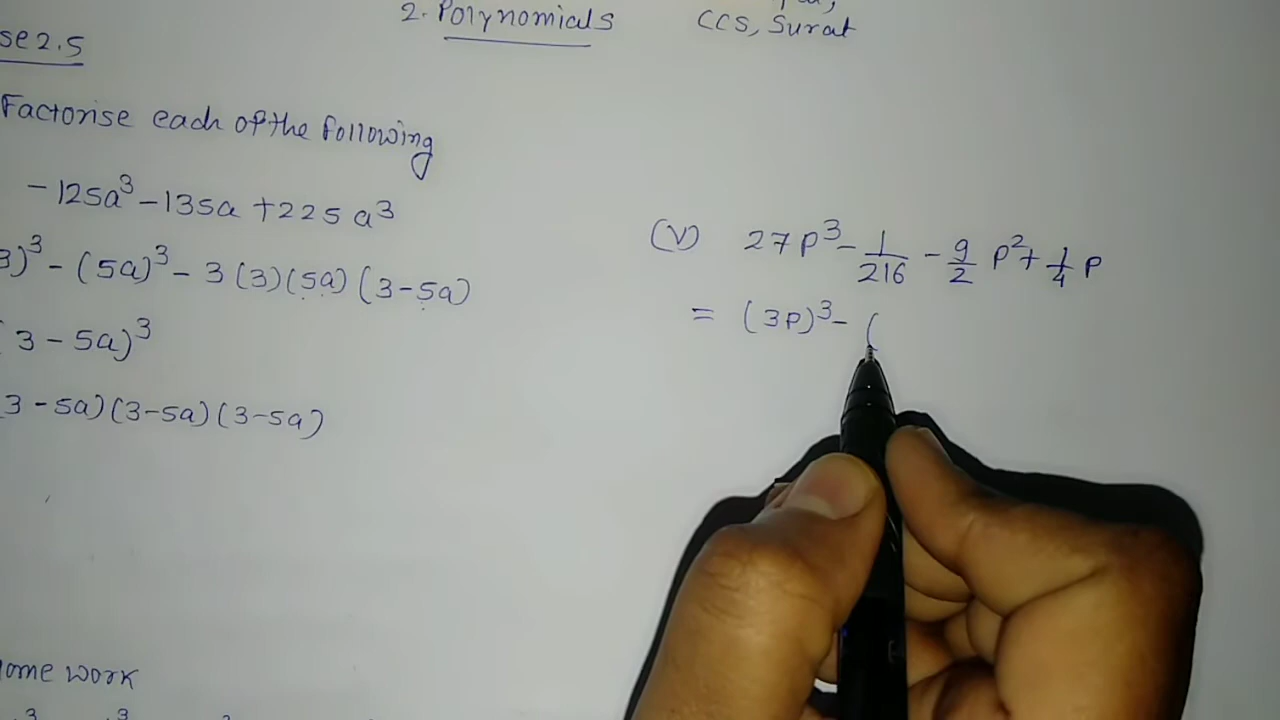 2. Polynomials
CCS, Surat
se 2.5
Factorise each of the following
-125a³ -135a +225a³
3)³ - (5a)³ - 3(3)(5a)(3-5a)
(3 - 5a)³
(3 - 5a)(3-5a)(3-5a)
(V) 27p³ - 1/216 - 9/2 p² + 1/4 p
= (3p)³ - (
ome work